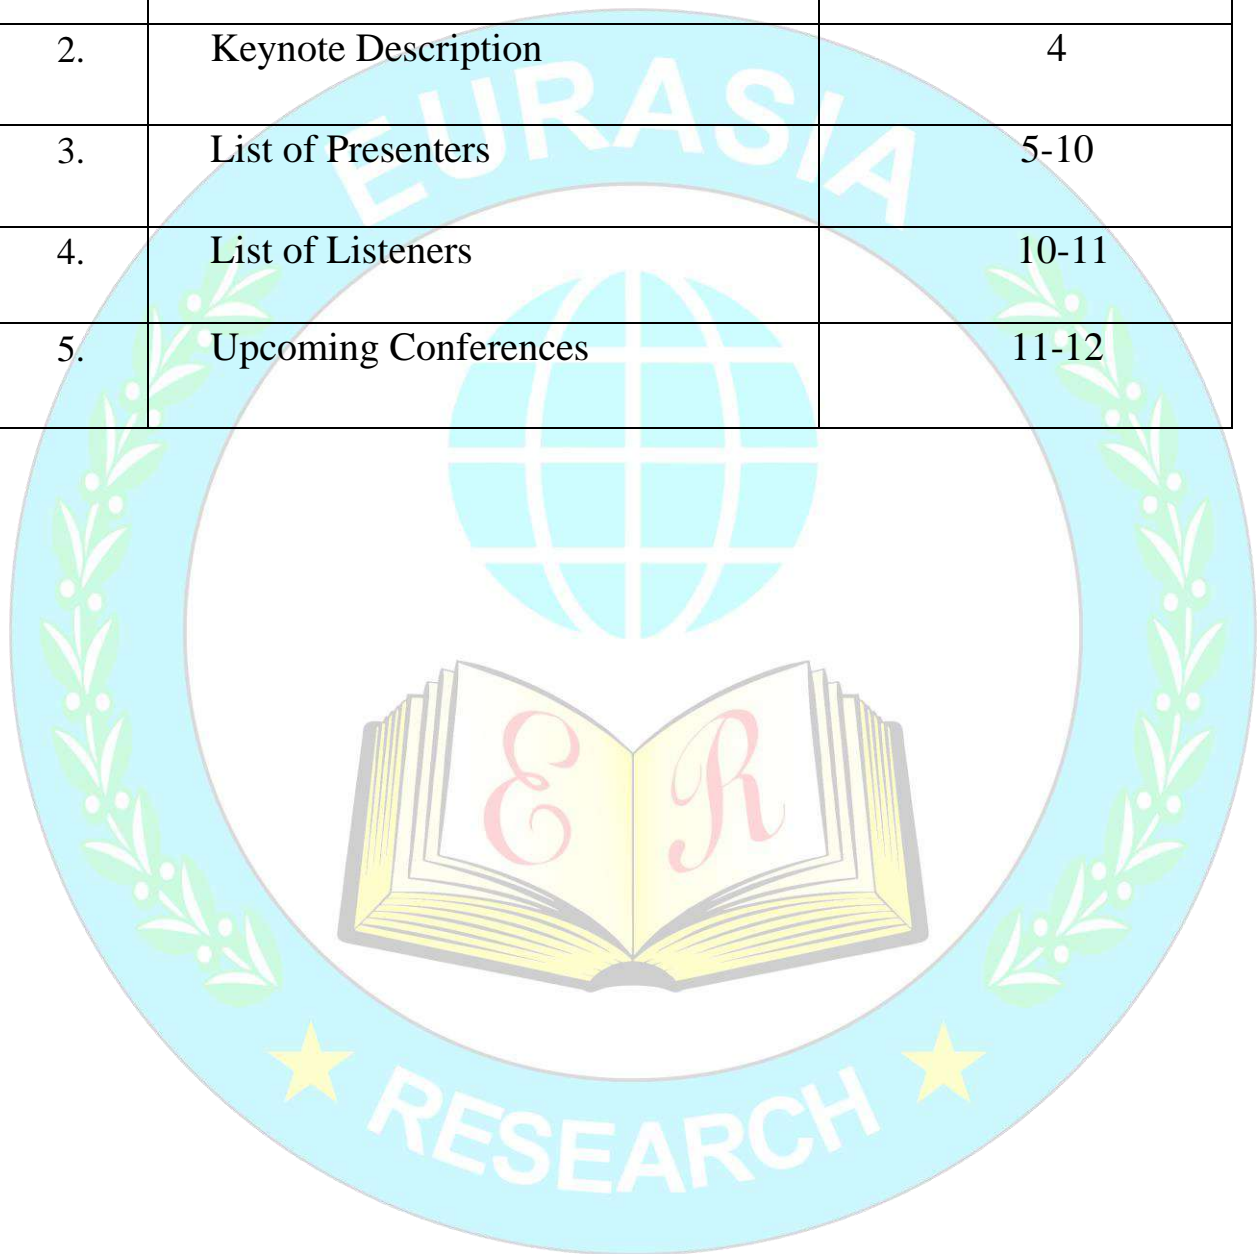 2. Keynote Description 4
3. List of Presenters 5-10
4. List of Listeners 10-11
5. Upcoming Conferences 11-12
EURASIA
E R
RESEARCH